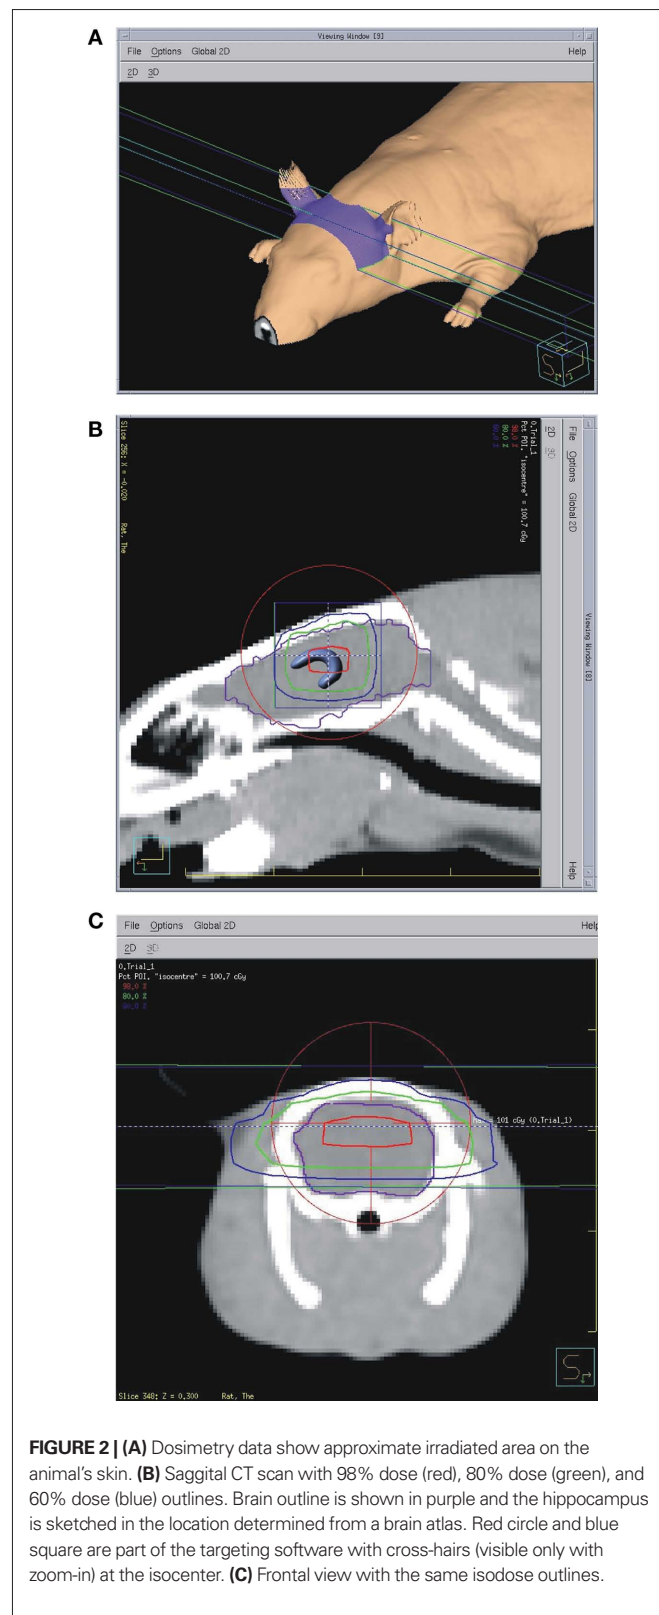 A
Viewing Window [9]
File Options Global 2D Help
2D 3D
B
0.Trial_1
Pct POI, "isocentre" = 100.7 cGy
98.0 %
80.0 %
60.0 %
2D 3D
File Options Global 2D Help
Viewing Window [8]
Slice 256: X = -0.020 Rat, The
C
File Options Global 2D Help
2D 3D
0.Trial_1
Pct POI, "isocentre" = 100.7 cGy
98.0 %
80.0 %
60.0 %
= 101 cGy (0.Trial_1)
S
Slice 348: Z = 0.300 Rat, The
FIGURE 2 | (A) Dosimetry data show approximate irradiated area on the
animal's skin. (B) Saggital CT scan with 98% dose (red), 80% dose (green), and
60% dose (blue) outlines. Brain outline is shown in purple and the hippocampus
is sketched in the location determined from a brain atlas. Red circle and blue
square are part of the targeting software with cross-hairs (visible only with
zoom-in) at the isocenter. (C) Frontal view with the same isodose outlines.